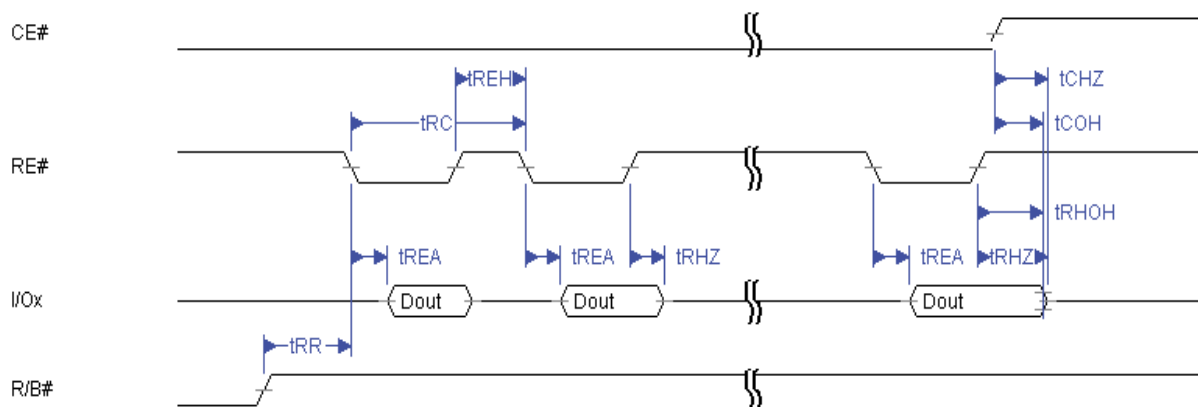 CE#
tREH
tCHZ
tRC
tCOH
RE#
tRHOH
tREA
tREA
tRHZ
tREA
tRHZ
I/Ox
Dout
Dout
Dout
tRR
R/B#